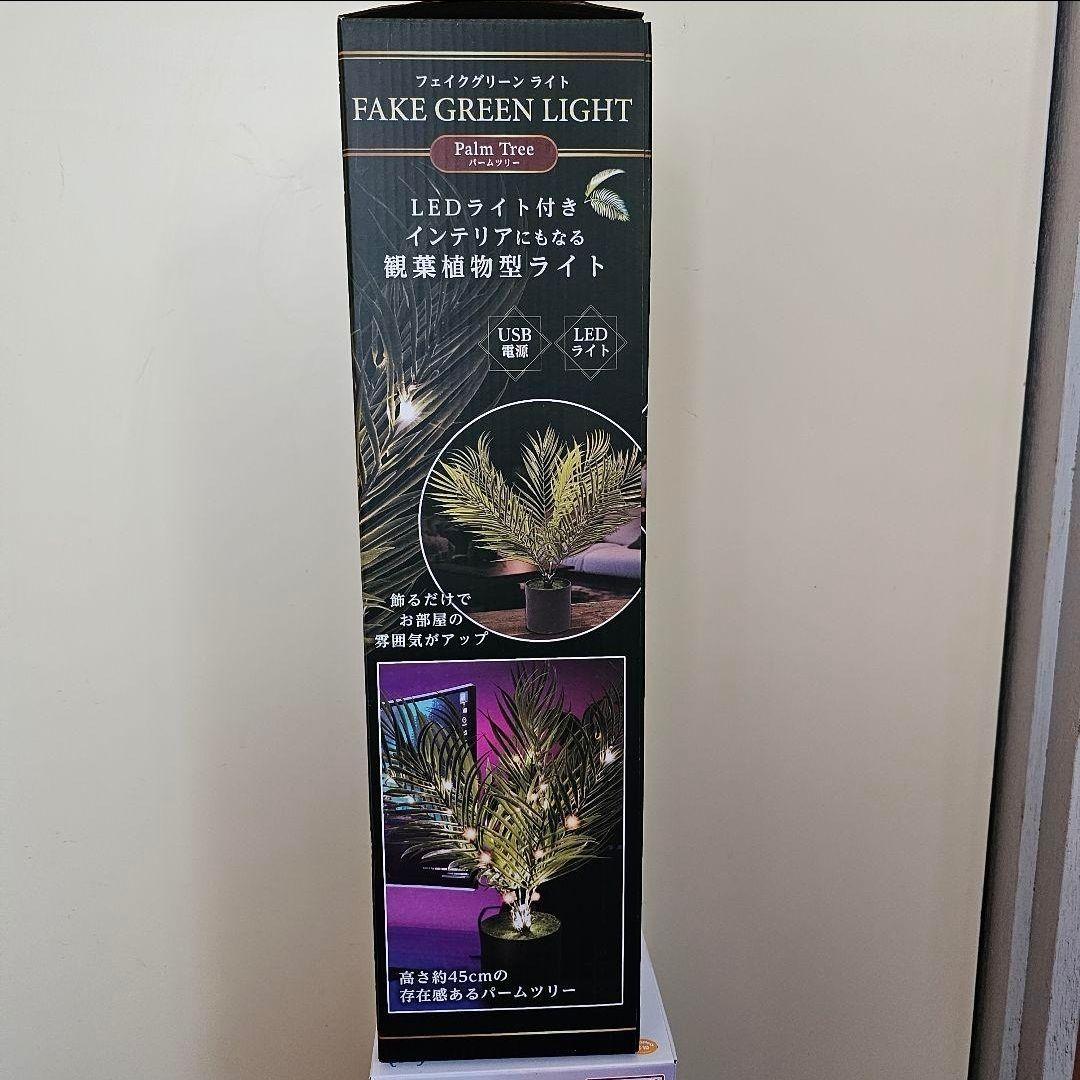 フェイクグリーン ライト
FAKE GREEN LIGHT
Palm Tree
パームツリー
LEDライト付き
インテリアにもなる
観葉植物型ライト
USB
電源
LED
ライト
飾るだけで
お部屋の
雰囲気がアップ
高さ約45cmの
存在感あるパームツリー